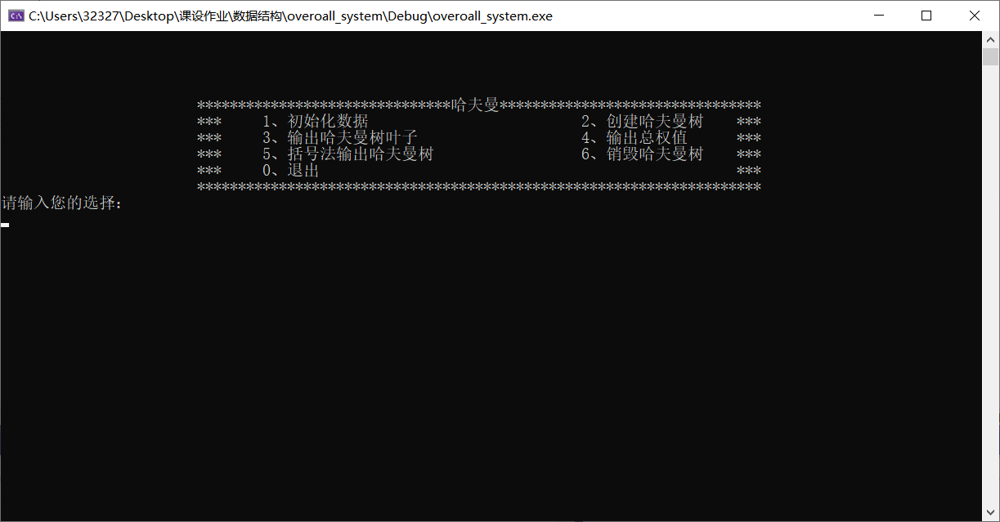 C:\Users\32327\Desktop\课设作业\数据结构\overoall_system\Debug\overoall_system.exe
*******************************哈夫曼********************************
***     1、初始化数据                          2、创建哈夫曼树    ***
***     3、输出哈夫曼树叶子                    4、输出总权值      ***
***     5、括号法输出哈夫曼树                  6、销毁哈夫曼树    ***
***     0、退出                                                   ***
*********************************************************************
请输入您的选择: